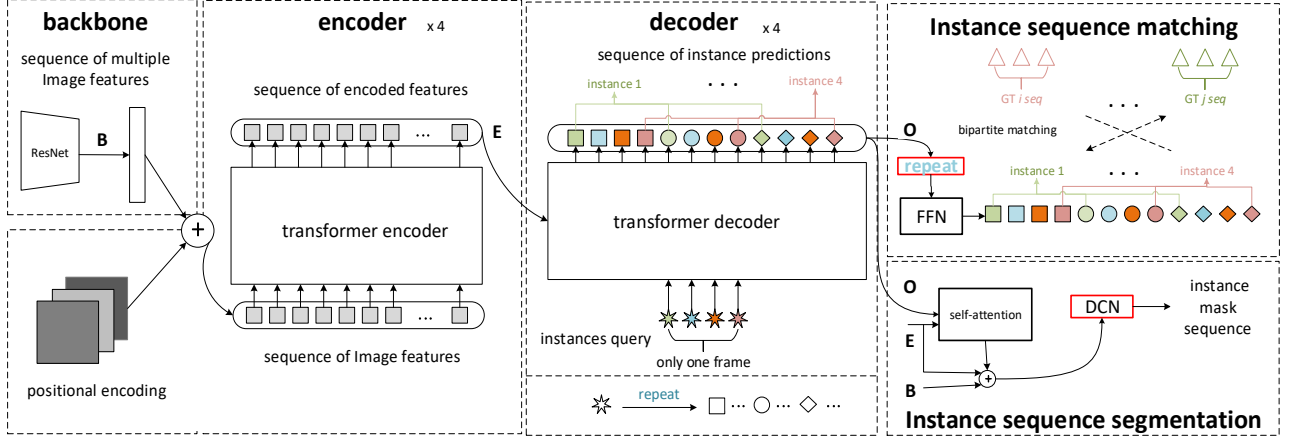 backbone
sequence of multiple
Image features
ResNet
B
+
positional encoding
encoder x 4
sequence of encoded features
...
E
transformer encoder
...
sequence of Image features
decoder x 4
sequence of instance predictions
instance 1
. . .
instance 4
transformer decoder
instances query
only one frame
repeat
... ... ...
Instance sequence matching
GT i seq
GT j seq
. . .
bipartite matching
O
repeat
FFN
instance 1
. . .
instance 4
O
self-attention
E
B
+
DCN
instance
mask
sequence
Instance sequence segmentation